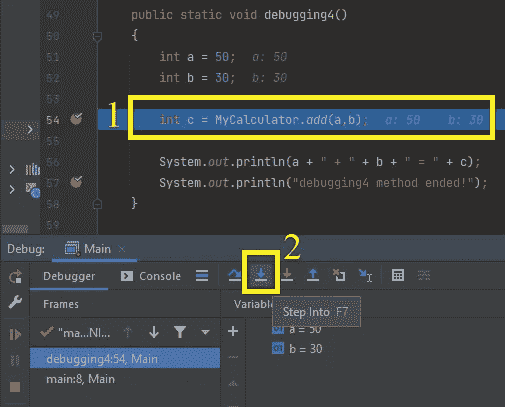 49 public static void debugging4()
50 {
51 int a = 50; a: 50
52 int b = 30; b: 30
53
1
54 int c = MyCalculator.add(a,b); a: 50 b: 30
56 System.out.println(a + " + " + b + " = " + c);
57 System.out.println("debugging4 method ended!");
58 }
59
Debug: Main ×
2
Debugger Console
Frames Variab
"ma...NI... Step Into F7
a = 50
debugging4:54, Main b = 30
main:8, Main